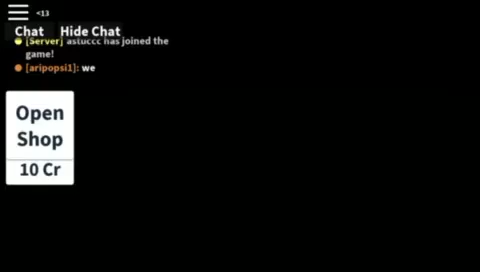 <13
Chat Hide Chat
[Server] astuccc has joined the
game!
[aripopsi1]: we
Open
Shop
10 Cr